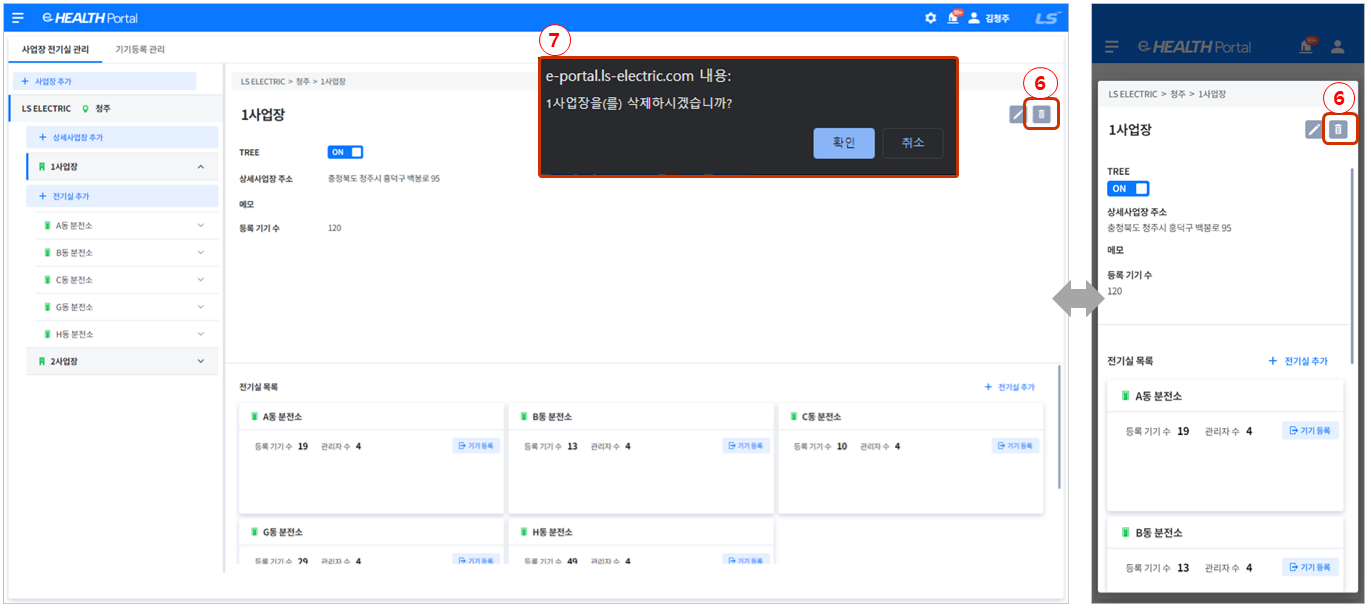 e HEALTH Portal
99+
김청주
LS
사업장 전기실 관리
기기등록 관리
+ 사업장 추가
LS ELECTRIC 청주
+ 상세사업장 추가
1사업장
+ 전기실 추가
A동 분전소
B동 분전소
C동 분전소
G동 분전소
H동 분전소
2사업장
LS ELECTRIC > 청주 > 1사업장
1사업장
6
TREE
ON
상세사업장 주소
충청북도 청주시 흥덕구 백봉로 95
메모
등록 기기 수
120
7
e-portal.ls-electric.com 내용:
1사업장을(를) 삭제하시겠습니까?
확인
취소
전기실 목록
+ 전기실 추가
A동 분전소
등록 기기 수 19 관리자 수 4
기기 등록
B동 분전소
등록 기기 수 13 관리자 수 4
기기 등록
C동 분전소
등록 기기 수 10 관리자 수 4
기기 등록
G동 분전소
등록 기기 수 29 관리자 수 4
기기 등록
H동 분전소
등록 기기 수 49 관리자 수 4
기기 등록
e HEALTH Portal
99+
LS ELECTRIC > 청주 > 1사업장
6
1사업장
TREE
ON
상세사업장 주소
충청북도 청주시 흥덕구 백봉로 95
메모
등록 기기 수
120
전기실 목록
+ 전기실 추가
A동 분전소
등록 기기 수 19 관리자 수 4
기기 등록
B동 분전소
등록 기기 수 13 관리자 수 4
기기 등록